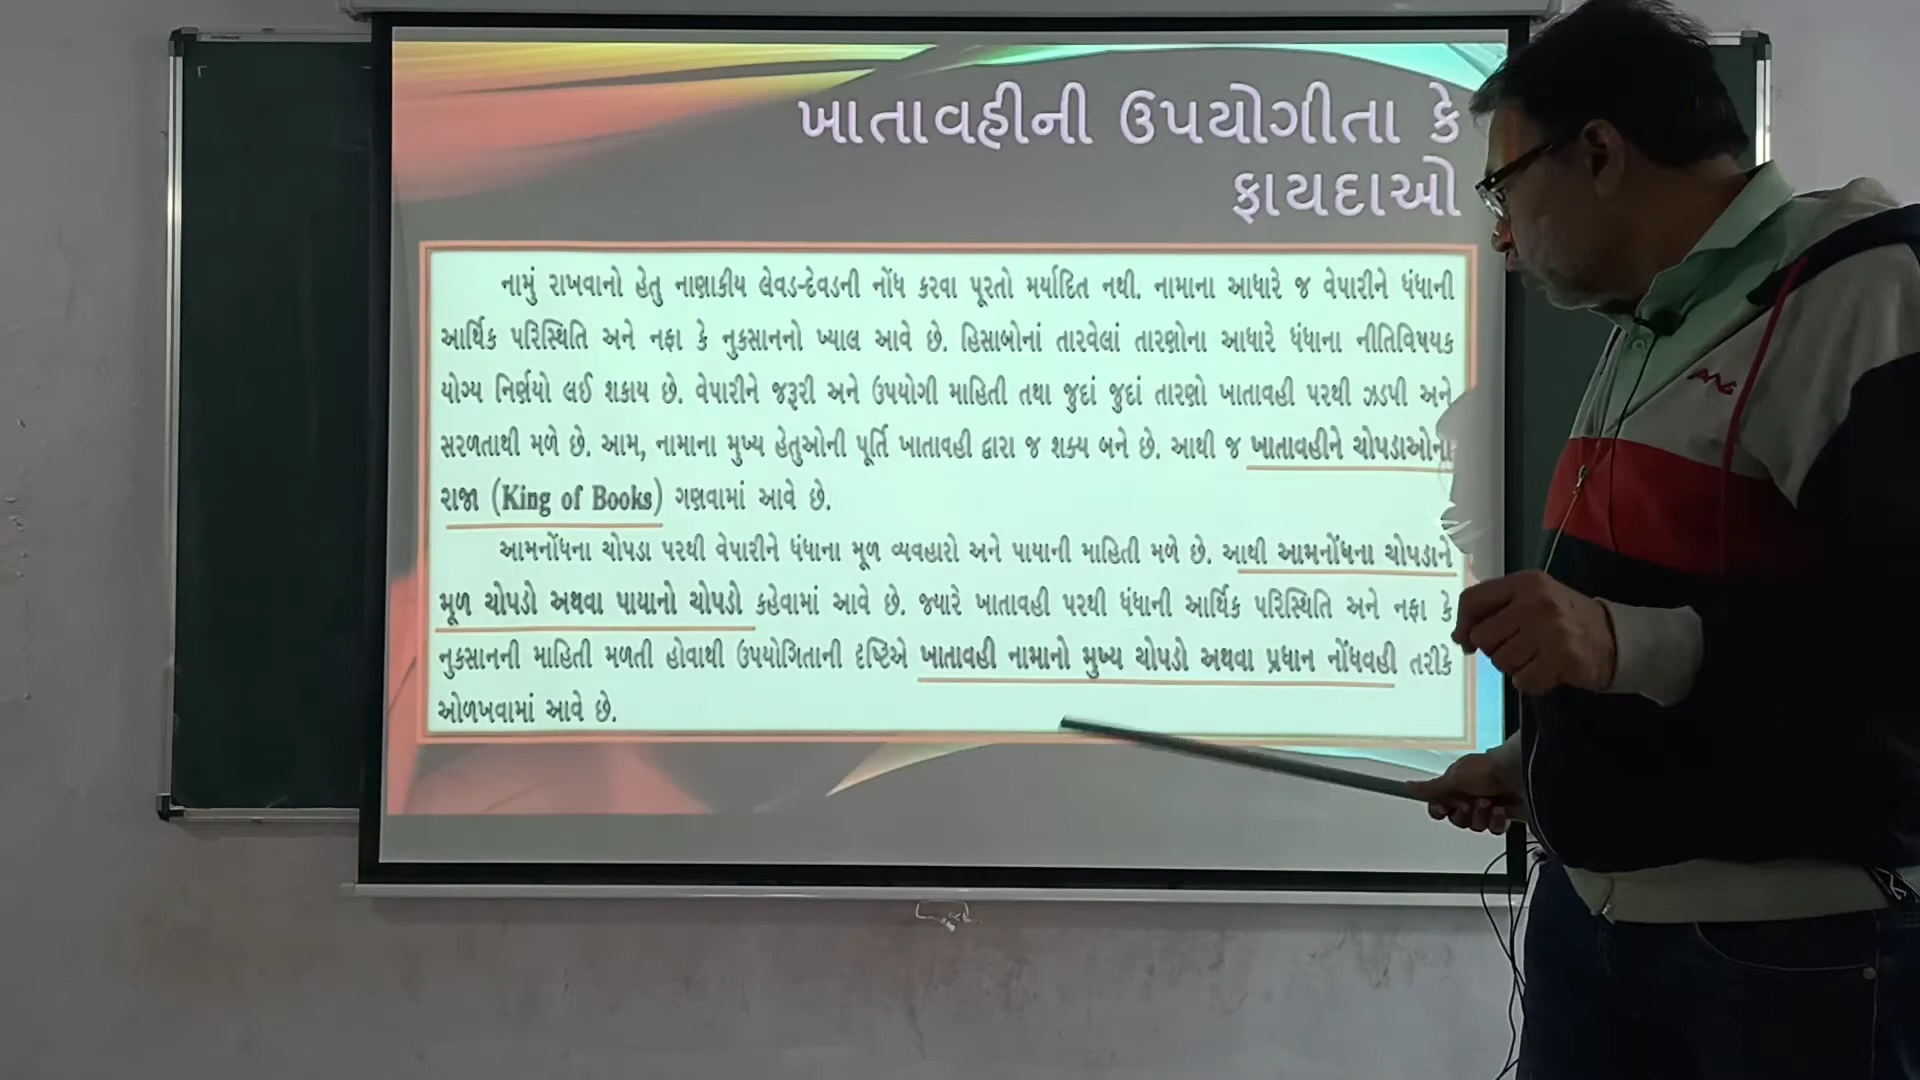 ખાતાવહીની ઉપયોગીતા કે
ફાયદાઓ
નામું રાખવાનો હેતુ નાણાકીય લેવડ-દેવડની નોંધ કરવા પૂરતો મર્યાદિત નથી. નામાના આધારે જ વેપારીને ધંધાની
આર્થિક પરિસ્થિતિ અને નફા કે નુકસાનનો ખ્યાલ આવે છે. હિસાબોનાં તારવેલાં તારણોના આધારે ધંધાના નીતિવિષયક
યોગ્ય નિર્ણયો લઈ શકાય છે. વેપારીને જરૂરી અને ઉપયોગી માહિતી તથા જુદાં જુદાં તારણો ખાતાવહી પરથી ઝડપી અને
સરળતાથી મળે છે. આમ, નામાના મુખ્ય હેતુઓની પૂર્તિ ખાતાવહી દ્વારા જ શક્ય બને છે. આથી જ ખાતાવહીને ચોપડાઓના
રાજા (King of Books) ગણવામાં આવે છે.
આમનોંધના ચોપડા પરથી વેપારીને ધંધાના મૂળ વ્યવહારો અને પાયાની માહિતી મળે છે. આથી આમનોંધના ચોપડાને
મૂળ ચોપડો અથવા પાયાનો ચોપડો કહેવામાં આવે છે. જ્યારે ખાતાવહી પરથી ધંધાની આર્થિક પરિસ્થિતિ અને નફા કે
નુકસાનની માહિતી મળતી હોવાથી ઉપયોગિતાની દૃષ્ટિએ ખાતાવહી નામાનો મુખ્ય ચોપડો અથવા પ્રધાન નોંધવહી તરીકે
ઓળખવામાં આવે છે.